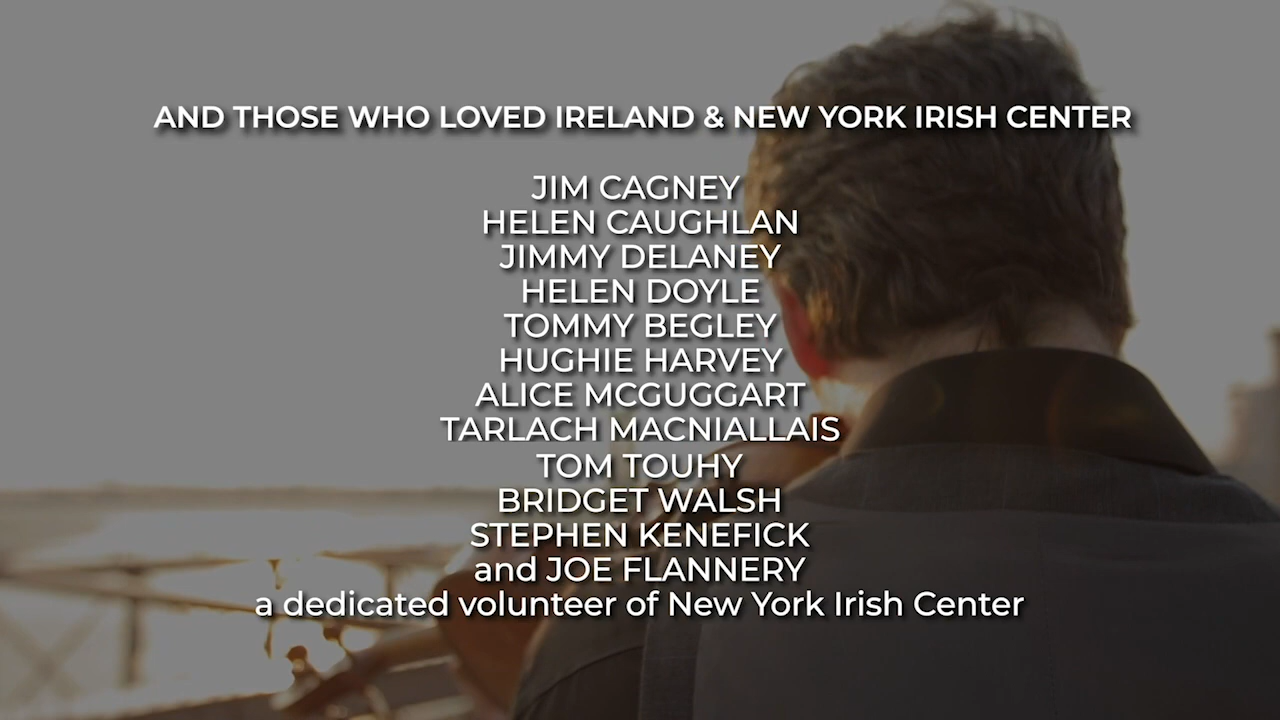 AND THOSE WHO LOVED IRELAND & NEW YORK IRISH CENTER
JIM CAGNEY
HELEN CAUGHLAN
JIMMY DELANEY
HELEN DOYLE
TOMMY BEGLEY
HUGHIE HARVEY
ALICE MCGUGGART
TARLACH MACNIALLAIS
TOM TOUHY
BRIDGET WALSH
STEPHEN KENEFICK
and JOE FLANNERY
a dedicated volunteer of New York Irish Center